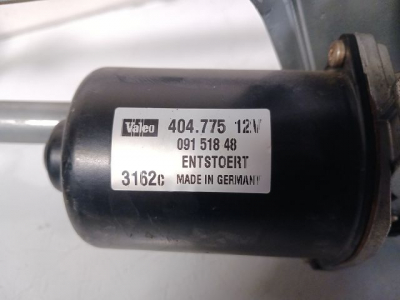 Valeo 404.775 12V
091 518 48
ENTSTOERT
3162c MADE IN GERMANY